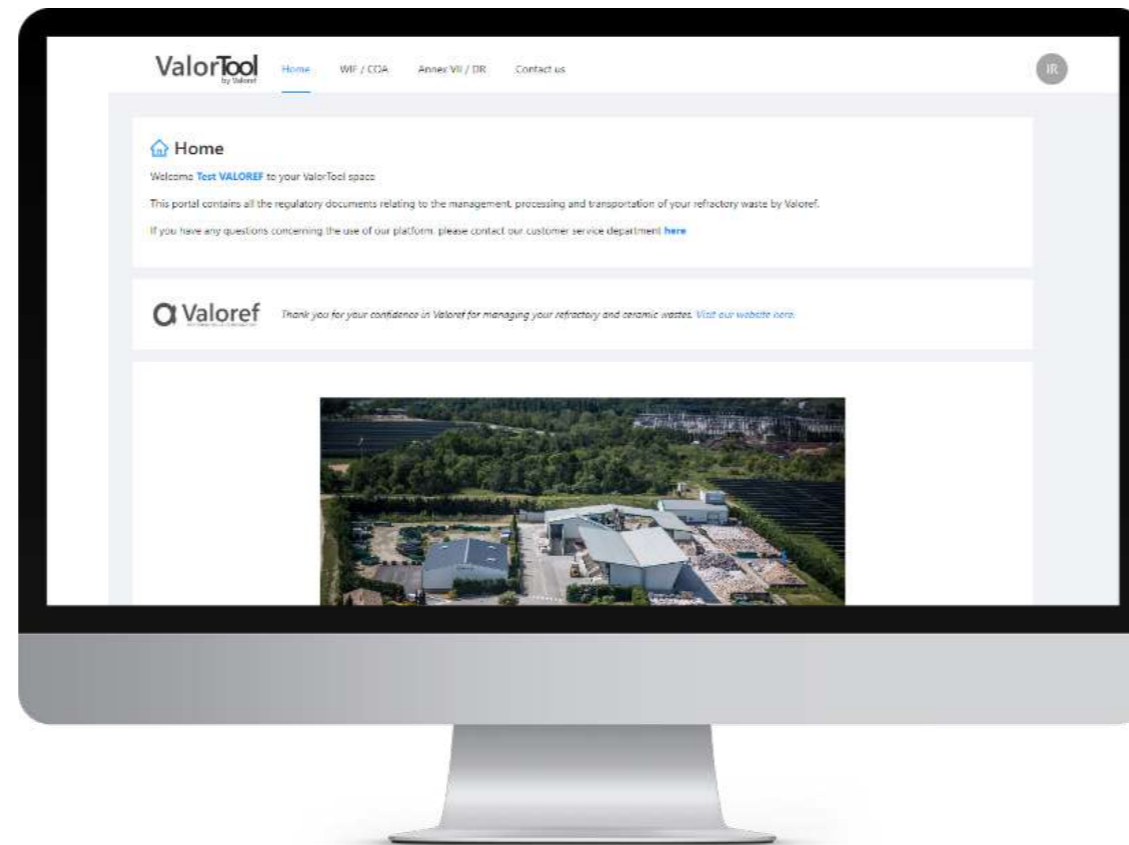 ValorTool
by Valoref
Home
WIF / COA
Annex VII / DR
Contact us
IR
Home
Welcome Test VALOREF to your ValorTool space
This portal contains all the regulatory documents relating to the management, processing and transportation of your refractory waste by Valoref.
If you have any questions concerning the use of our platform, please contact our customer service department here
Valoref
Thank you for your confidence in Valoref for managing your refractory and ceramic wastes. Visit our website here.